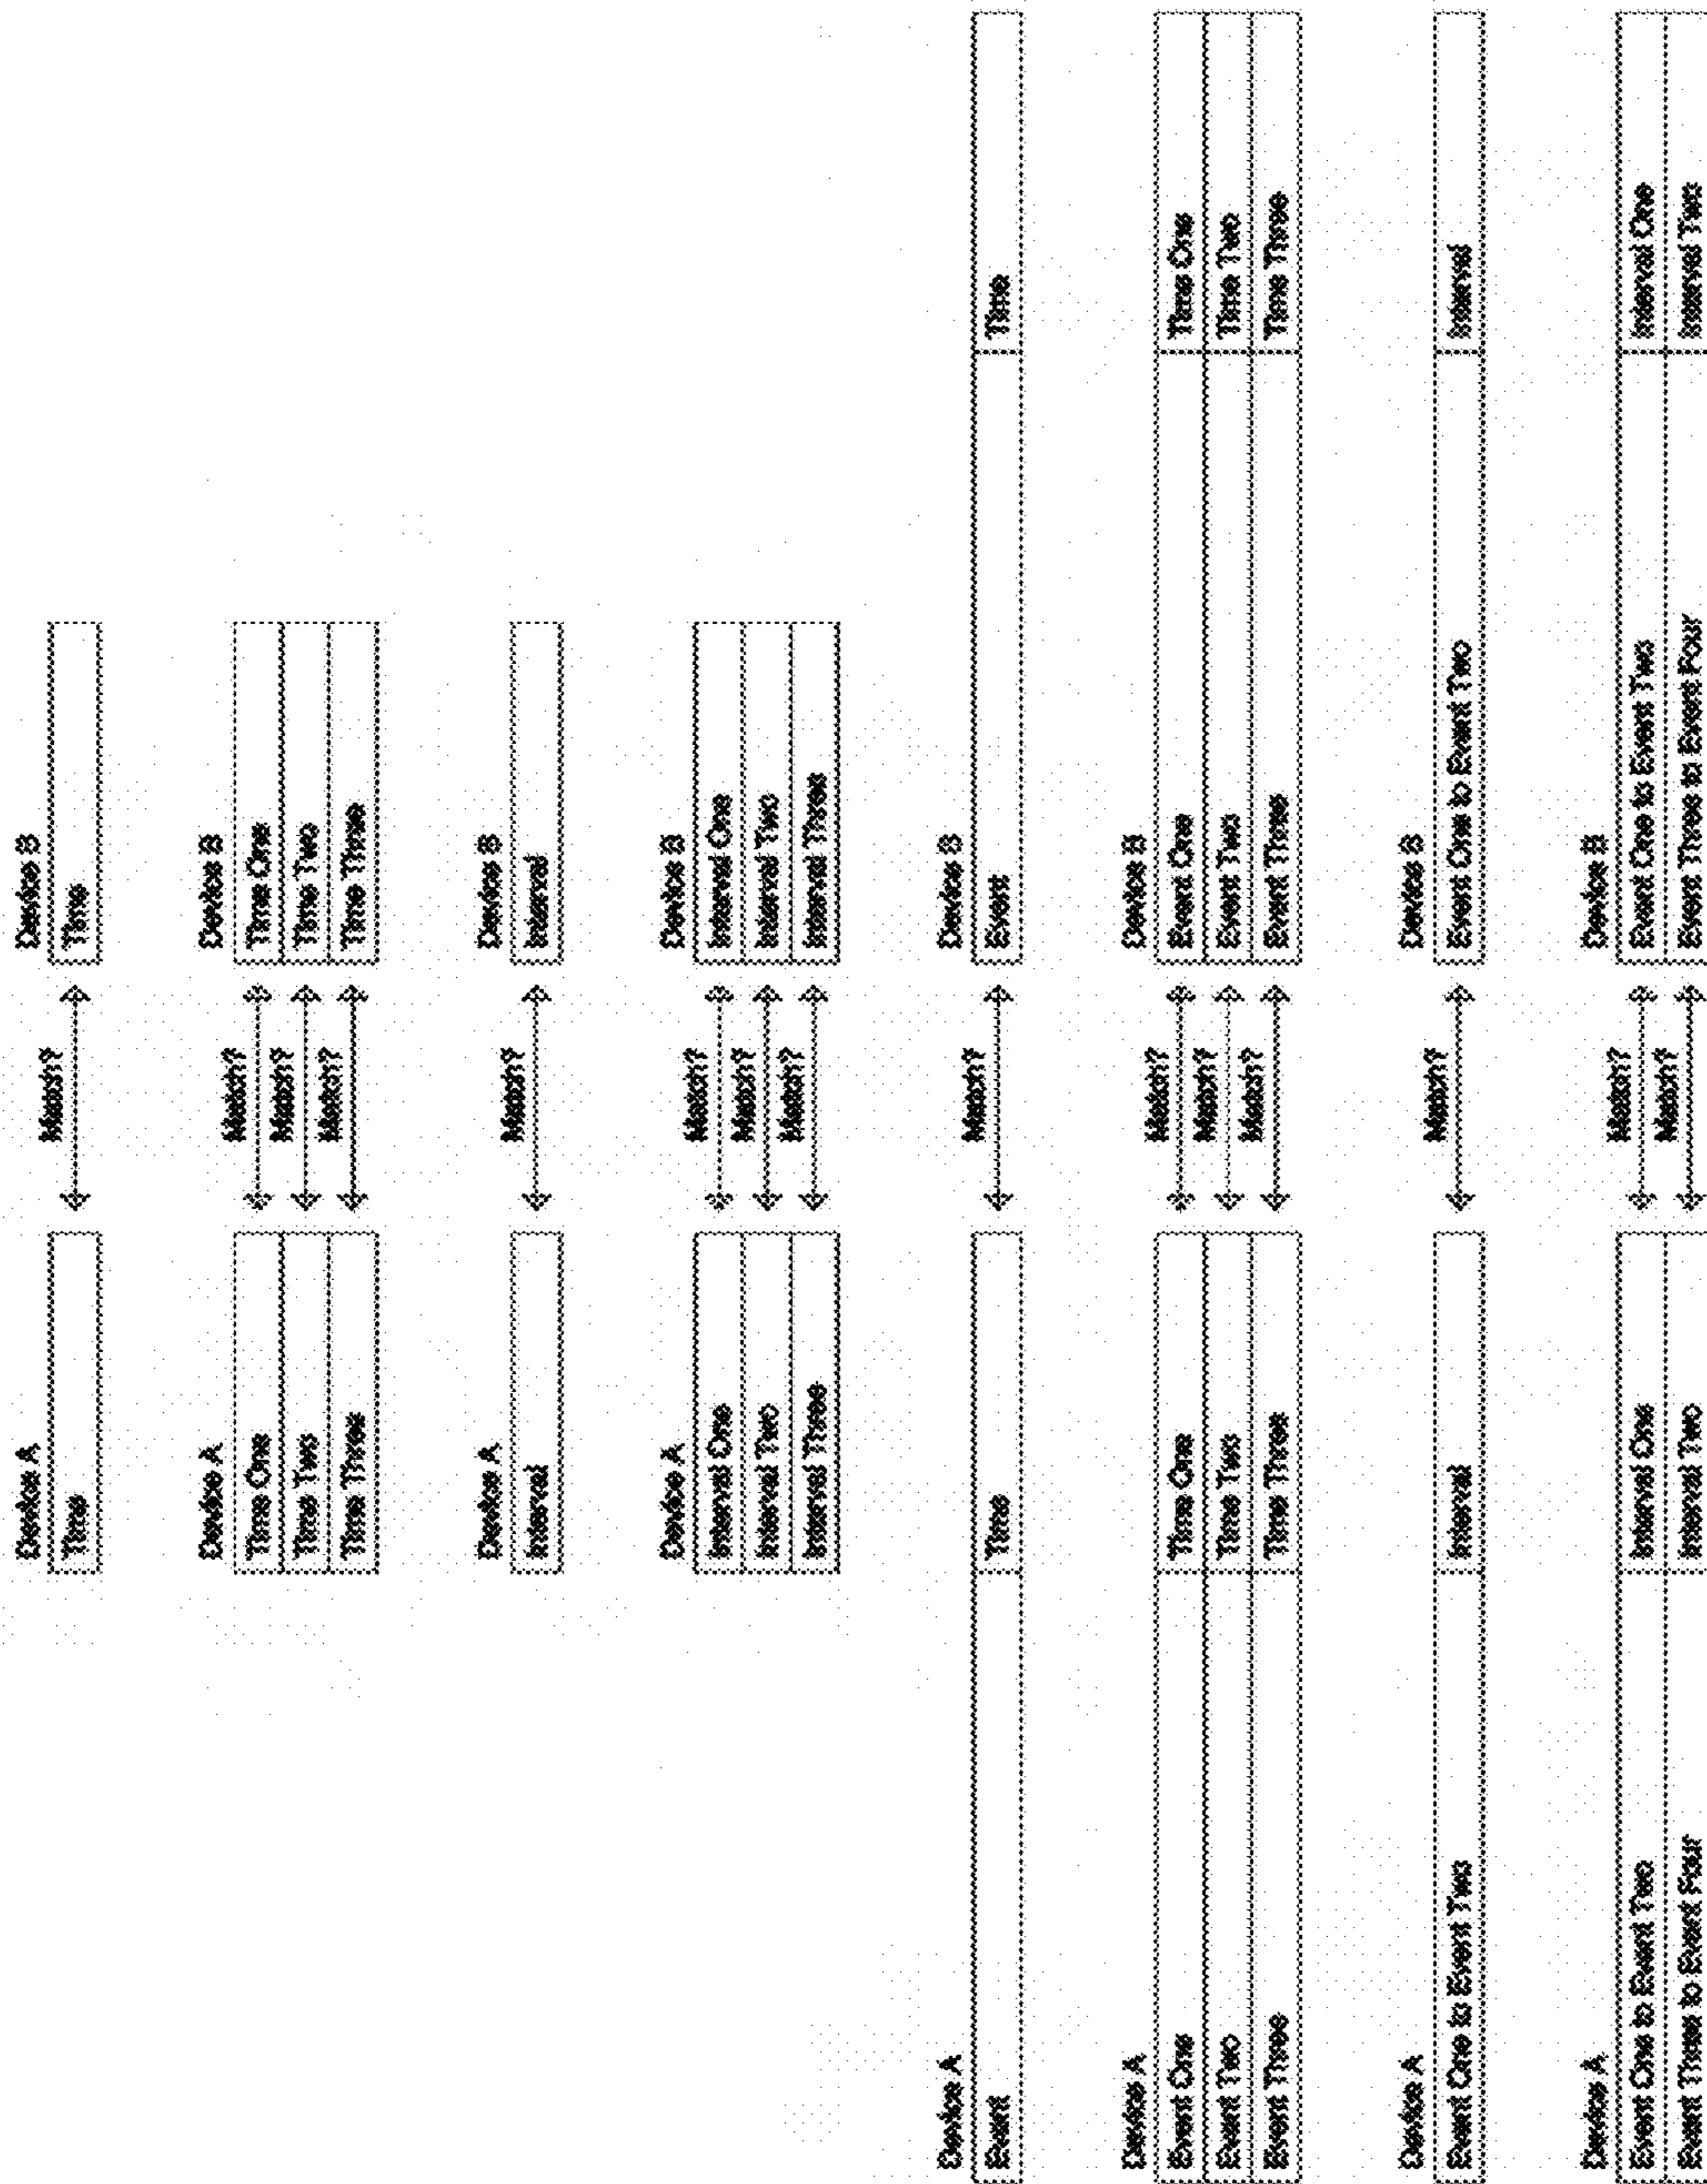 Device A Device B
Time Match? Time
Device A Device B
Time One Match? Time One
Time Two Match? Time Two
Time Three Match? Time Three
Device A Device B
Interval Match? Interval
Device A Device B
Interval One Match? Interval One
Interval Two Match? Interval Two
Interval Three Match? Interval Three
Device A Device B
Event Time Match? Event Time
Device A Device B
Event One Time One Match? Event One Time One
Event Two Time Two Match? Event Two Time Two
Event Three Time Three Match? Event Three Time Three
Device A Device B
Event One to Event Two Interval Match? Event One to Event Two Interval
Device A Device B
Event One to Event Two Interval One Match? Event One to Event Two Interval One
Event Three to Event Four Interval Two Match? Event Three to Event Four Interval Two